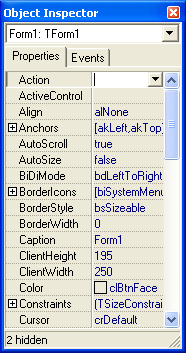 Object Inspector
Form1: TForm1
Properties Events
Action
ActiveControl
Align alNone
Anchors [akLeft,akTop]
AutoScroll true
AutoSize false
BiDiMode bdLeftToRight
BorderIcons [biSystemMenu
BorderStyle bsSizeable
BorderWidth 0
Caption Form1
ClientHeight 195
ClientWidth 250
Color clBtnFace
Constraints (TSizeConstrai
Cursor crDefault
2 hidden